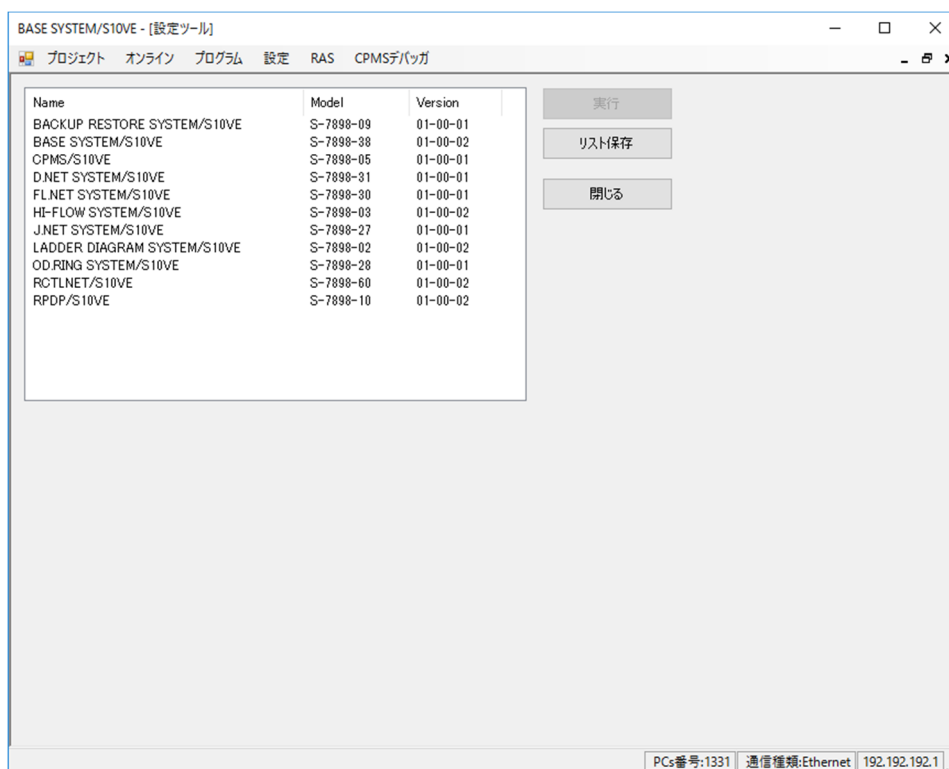 BASE SYSTEM/S10VE - [設定ツール]
プロジェクト オンライン プログラム 設定 RAS CPMSデバッガ
Name Model Version
BACKUP RESTORE SYSTEM/S10VE S-7898-09 01-00-01
BASE SYSTEM/S10VE S-7898-38 01-00-02
CPMS/S10VE S-7898-05 01-00-01
D.NET SYSTEM/S10VE S-7898-31 01-00-01
FL.NET SYSTEM/S10VE S-7898-30 01-00-01
HI-FLOW SYSTEM/S10VE S-7898-03 01-00-02
J.NET SYSTEM/S10VE S-7898-27 01-00-01
LADDER DIAGRAM SYSTEM/S10VE S-7898-02 01-00-02
OD.RING SYSTEM/S10VE S-7898-28 01-00-01
RCTLNET/S10VE S-7898-60 01-00-02
RPDP/S10VE S-7898-10 01-00-02
実行
リスト保存
閉じる
PCs番号:1331 通信種類:Ethernet 192.192.192.1